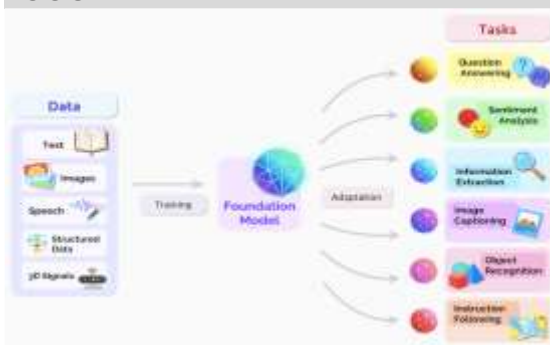 Tasks
Question
Answering
Data
Sentiment
Analysis
Text
Images
Information
Extraction
Speech
Training
Foundation
Model
Adaptation
Image
Captioning
Structured
Data
Object
Recognition
3D Signals
Instruction
Following